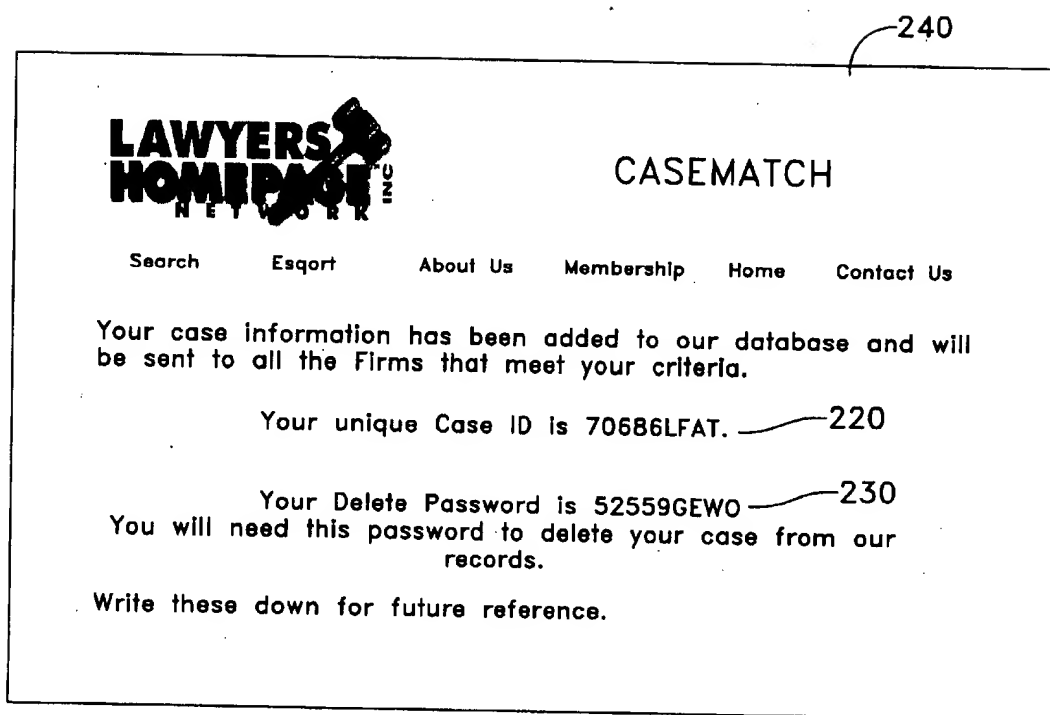 240
LAWYERS
HOMEPAGE INC
NETWORK
CASEMATCH
Search Esqort About Us Membership Home Contact Us
Your case information has been added to our database and will
be sent to all the Firms that meet your criteria.
Your unique Case ID is 70686LFAT. 220
Your Delete Password is 52559GEWO 230
You will need this password to delete your case from our
records.
Write these down for future reference.